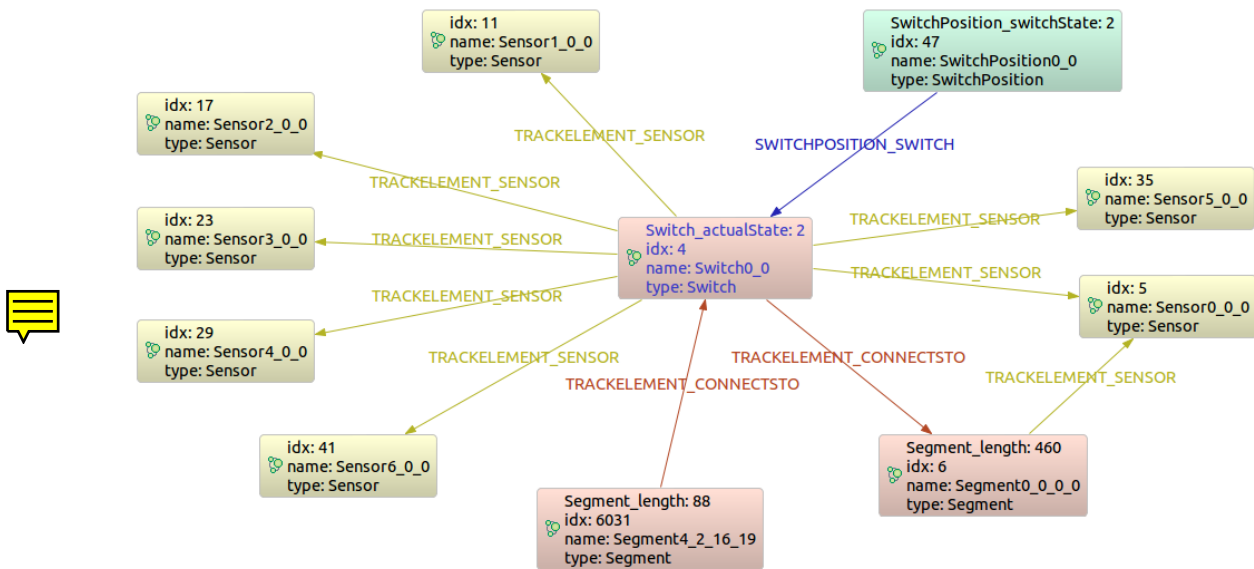 idx: 11
name: Sensor1_0_0
type: Sensor
SwitchPosition_switchState: 2
idx: 47
name: SwitchPosition0_0
type: SwitchPosition
idx: 17
name: Sensor2_0_0
type: Sensor
TRACKELEMENT_SENSOR
SWITCHPOSITION_SWITCH
TRACKELEMENT_SENSOR
idx: 35
name: Sensor5_0_0
type: Sensor
idx: 23
name: Sensor3_0_0
type: Sensor
TRACKELEMENT_SENSOR
Switch_actualState: 2
idx: 4
name: Switch0_0
type: Switch
TRACKELEMENT_SENSOR
TRACKELEMENT_SENSOR
idx: 5
name: Sensor0_0_0
type: Sensor
TRACKELEMENT_SENSOR
idx: 29
name: Sensor4_0_0
type: Sensor
TRACKELEMENT_SENSOR
TRACKELEMENT_CONNECTSTO
TRACKELEMENT_CONNECTSTO
TRACKELEMENT_SENSOR
idx: 41
name: Sensor6_0_0
type: Sensor
Segment_length: 460
idx: 6
name: Segment0_0_0_0
type: Segment
Segment_length: 88
idx: 6031
name: Segment4_2_16_19
type: Segment